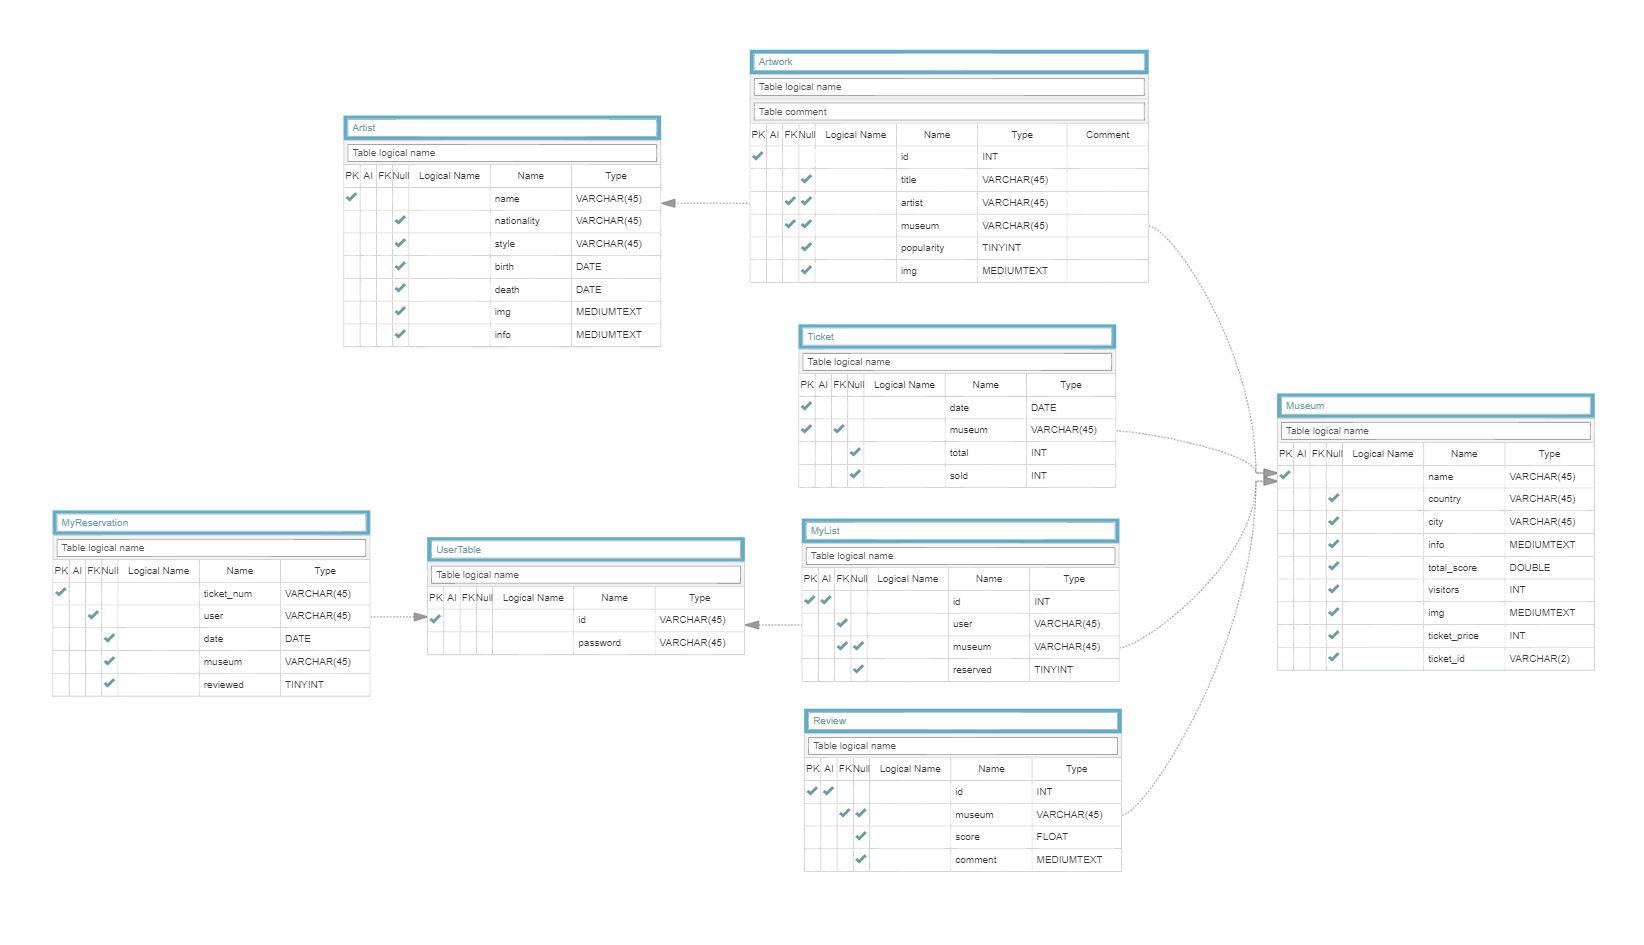 Artwork
Table logical name
Table comment
PK AI FK Null Logical Name Name Type Comment
id INT
title VARCHAR(45)
artist VARCHAR(45)
museum VARCHAR(45)
popularity TINYINT
img MEDIUMTEXT
Artist
Table logical name
PK AI FK Null Logical Name Name Type
name VARCHAR(45)
nationality VARCHAR(45)
style VARCHAR(45)
birth DATE
death DATE
img MEDIUMTEXT
info MEDIUMTEXT
Ticket
Table logical name
PK AI FK Null Logical Name Name Type
date DATE
museum VARCHAR(45)
total INT
sold INT
Museum
Table logical name
PK AI FK Null Logical Name Name Type
name VARCHAR(45)
country VARCHAR(45)
city VARCHAR(45)
info MEDIUMTEXT
total_score DOUBLE
visitors INT
img MEDIUMTEXT
ticket_price INT
ticket_id VARCHAR(2)
MyReservation
Table logical name
PK AI FK Null Logical Name Name Type
ticket_num VARCHAR(45)
user VARCHAR(45)
date DATE
museum VARCHAR(45)
reviewed TINYINT
UserTable
Table logical name
PK AI FK Null Logical Name Name Type
id VARCHAR(45)
password VARCHAR(45)
MyList
Table logical name
PK AI FK Null Logical Name Name Type
id INT
user VARCHAR(45)
museum VARCHAR(45)
reserved TINYINT
Review
Table logical name
PK AI FK Null Logical Name Name Type
id INT
museum VARCHAR(45)
score FLOAT
comment MEDIUMTEXT